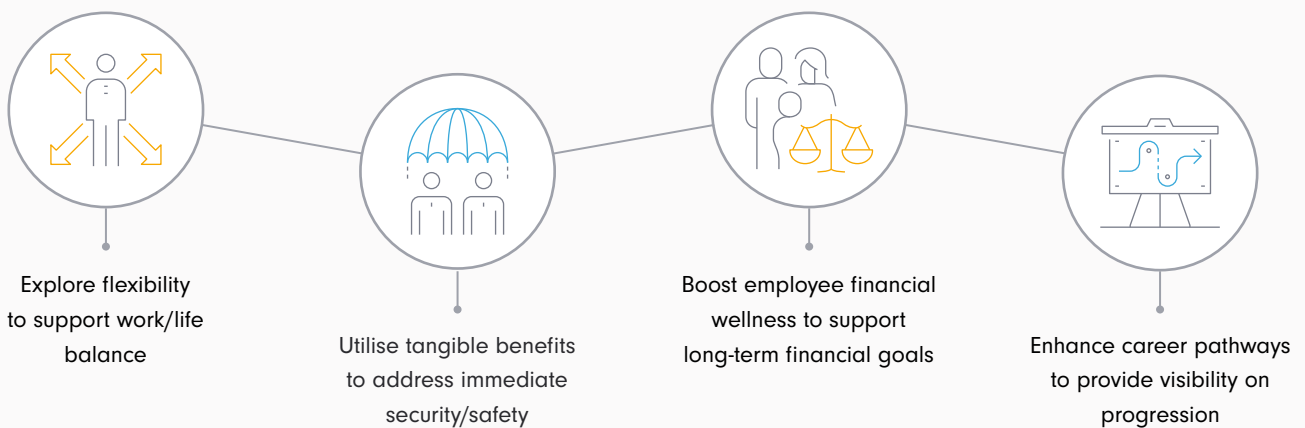 Explore flexibility
to support work/life
balance
Utilise tangible benefits
to address immediate
security/safety
Boost employee financial
wellness to support
long-term financial goals
Enhance career pathways
to provide visibility on
progression